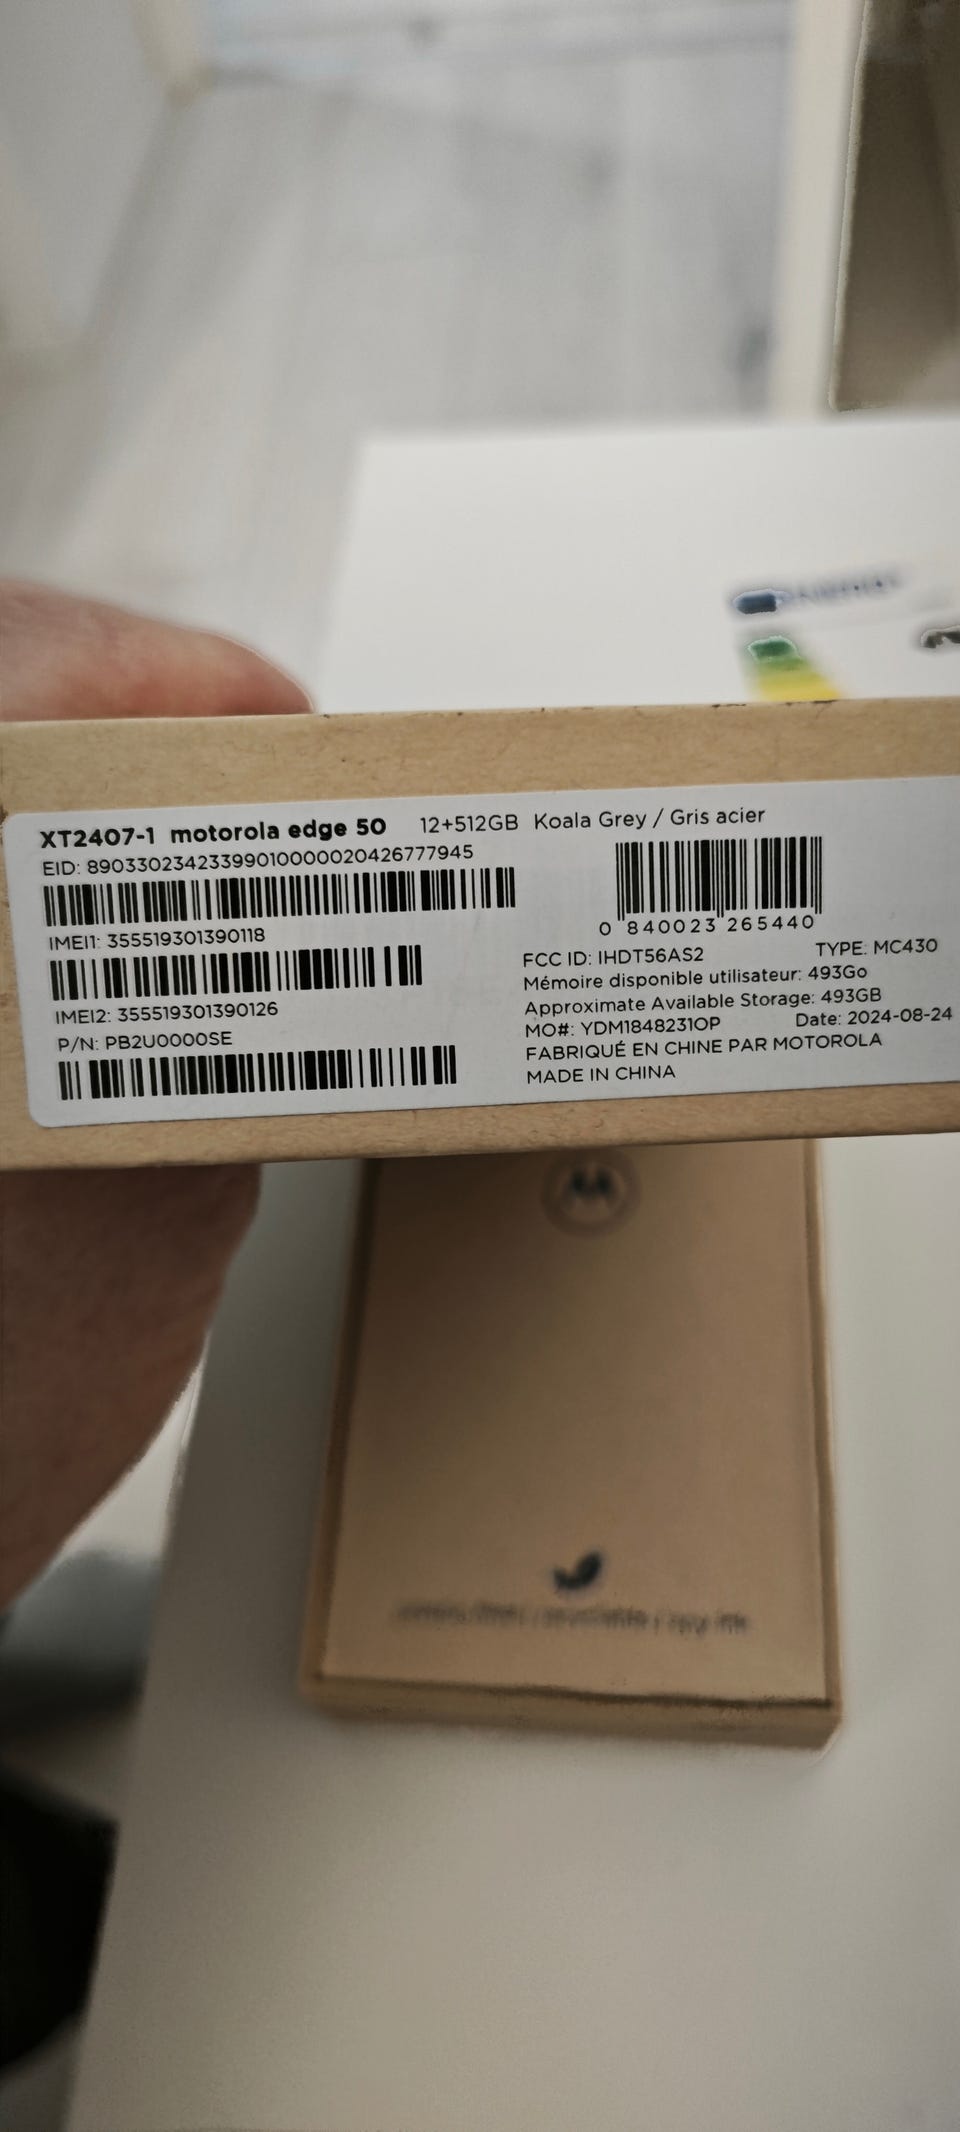 XT2407-1 motorola edge 50 12+512GB Koala Grey / Gris acier
EID: 89033023423399010000020426777945
IMEI1: 355519301390118
IMEI2: 355519301390126
P/N: PB2U0000SE
0 840023 265440
FCC ID: IHDT56AS2 TYPE: MC430
Mémoire disponible utilisateur: 493Go
Approximate Available Storage: 493GB
MO#: YDM1848231OP Date: 2024-08-24
FABRIQUÉ EN CHINE PAR MOTOROLA
MADE IN CHINA